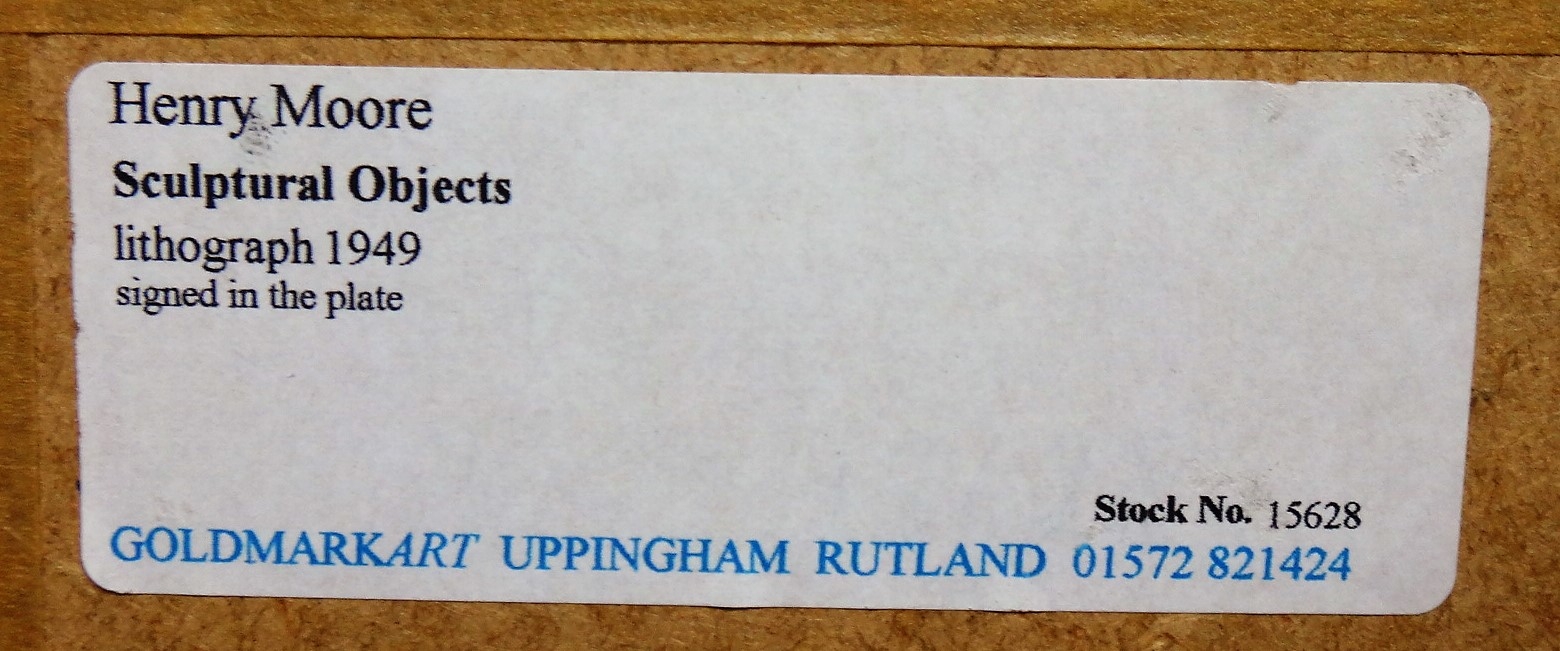 Henry Moore
Sculptural Objects
lithograph 1949
signed in the plate
Stock No. 15628
GOLDMARKART UPPINGHAM RUTLAND 01572 821424